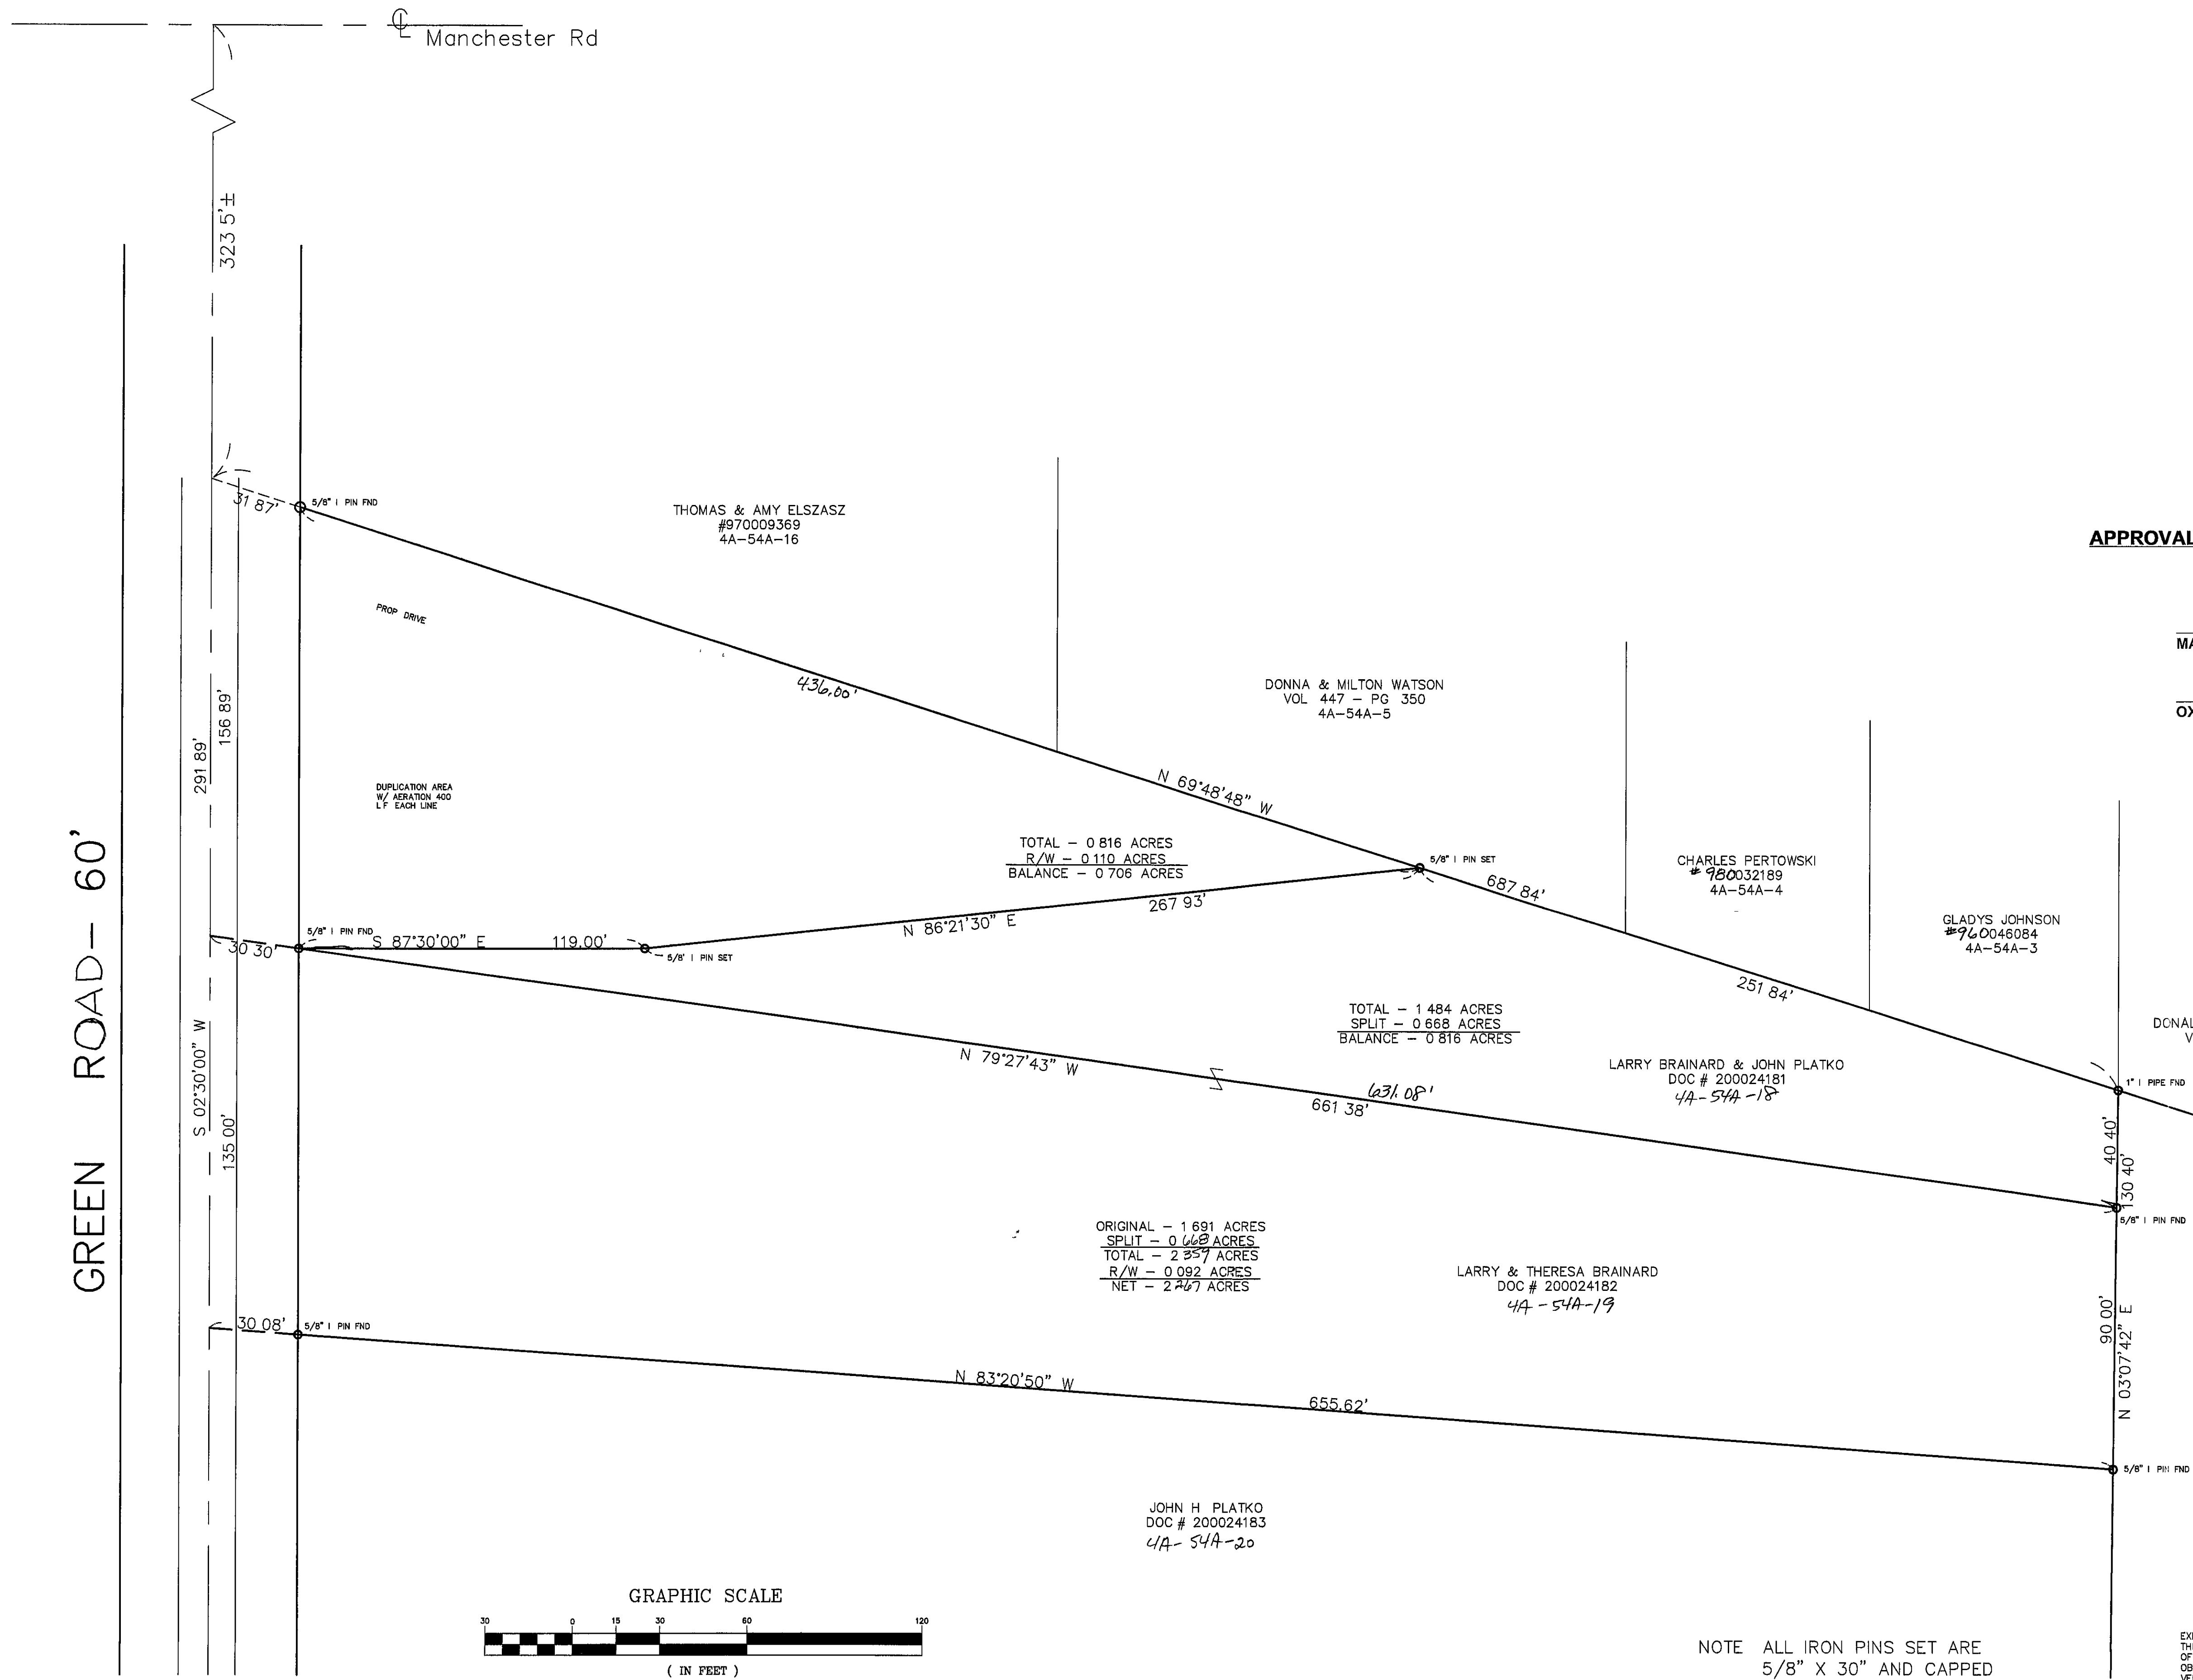 ℄
Manchester Rd
323 5'±
31 87'
5/8" I PIN FND
THOMAS & AMY ELSZASZ
#970009369
4A-54A-16
APPROVAL
PROP DRIVE
MA
436.00'
DONNA & MILTON WATSON
VOL 447 - PG 350
4A-54A-5
OX
291 89'
156 89'
DUPLICATION AREA
W/ AERATION 400
L F EACH LINE
N 69°48'48" W
TOTAL - 0 816 ACRES
R/W - 0 110 ACRES
BALANCE - 0 706 ACRES
5/8" I PIN SET
687 84'
CHARLES PERTOWSKI
#980032189
4A-54A-4
267 93'
N 86°21'30" E
GLADYS JOHNSON
#960046084
4A-54A-3
30 30'
5/8" I PIN FND
S 87°30'00" E 119.00'
5/8' I PIN SET
251 84'
GREEN ROAD- 60'
S 02°30'00" W
135 00'
TOTAL - 1 484 ACRES
SPLIT - 0 668 ACRES
BALANCE - 0 816 ACRES
DONAL
V
N 79°27'43" W
631.08'
661 38'
LARRY BRAINARD & JOHN PLATKO
DOC # 200024181
4A-54A-18
1" I PIPE FND
40 40'
130 40'
5/8" I PIN FND
ORIGINAL - 1 691 ACRES
SPLIT - 0 668 ACRES
TOTAL - 2 359 ACRES
R/W - 0 092 ACRES
NET - 2 267 ACRES
LARRY & THERESA BRAINARD
DOC # 200024182
4A-54A-19
90 00'
N 03°07'42" E
30 08'
5/8" I PIN FND
N 83°20'50" W
655.62'
5/8" I PIN FND
JOHN H PLATKO
DOC # 200024183
4A-54A-20
GRAPHIC SCALE
30 0 15 30 60 120
( IN FEET )
NOTE ALL IRON PINS SET ARE
5/8" X 30" AND CAPPED
TH
OF
OB